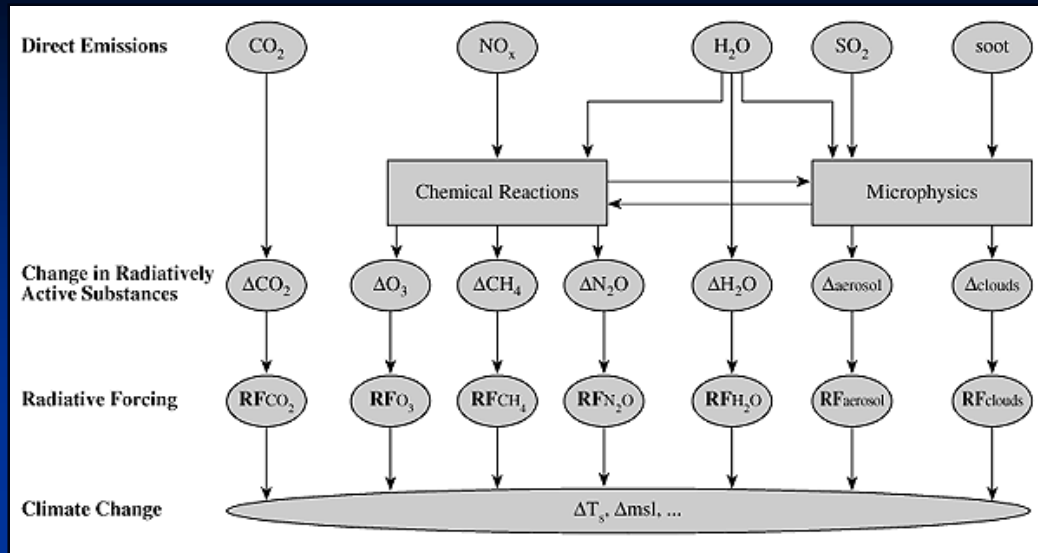 Direct Emissions CO₂ NOₓ H₂O SO₂ soot
Chemical Reactions Microphysics
Change in Radiatively
Active Substances ΔCO₂ ΔO₃ ΔCH₄ ΔN₂O ΔH₂O Δaerosol Δclouds
Radiative Forcing RFCO₂ RFO₃ RFCH₄ RFN₂O RFH₂O RFaerosol RFclouds
Climate Change ΔTₛ, Δmsl, ...